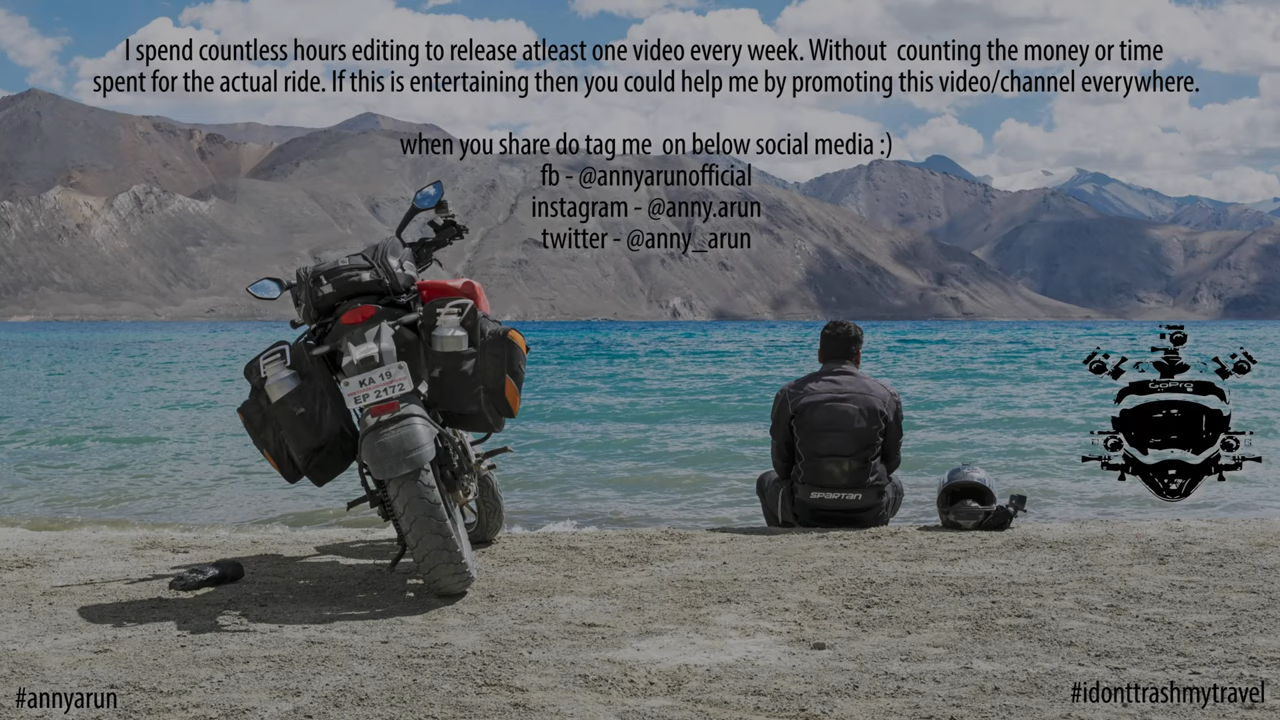 I spend countless hours editing to release atleast one video every week. Without  counting the money or time
spent for the actual ride. If this is entertaining then you could help me by promoting this video/channel everywhere.
when you share do tag me  on below social media :)
fb - @annyarunofficial
instagram - @anny.arun
twitter - @anny_arun
GoPro
KA 19
EP 2172
SPARTAN
#annyarun
#idonttrashmytravel